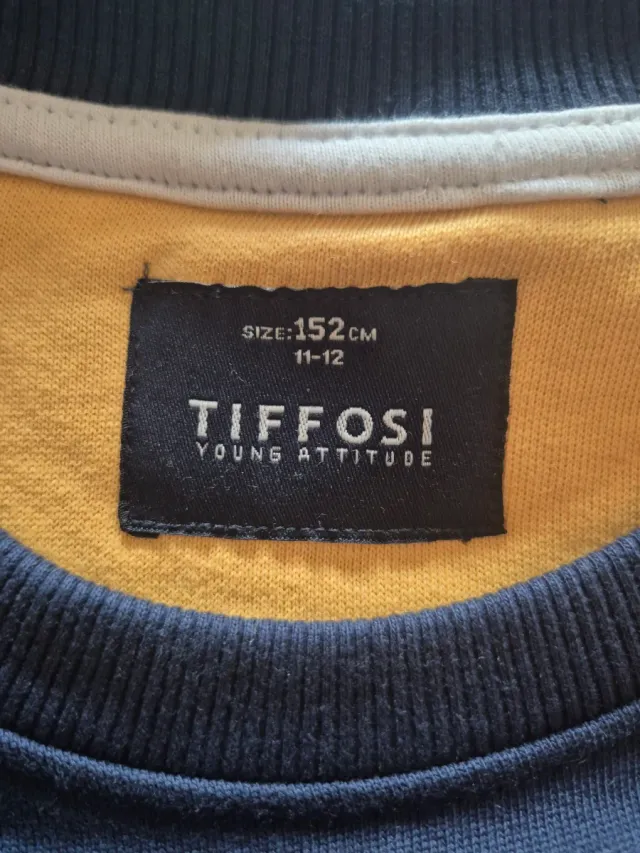 SIZE:152CM
11-12
TIFFOSI
YOUNG ATTITUDE